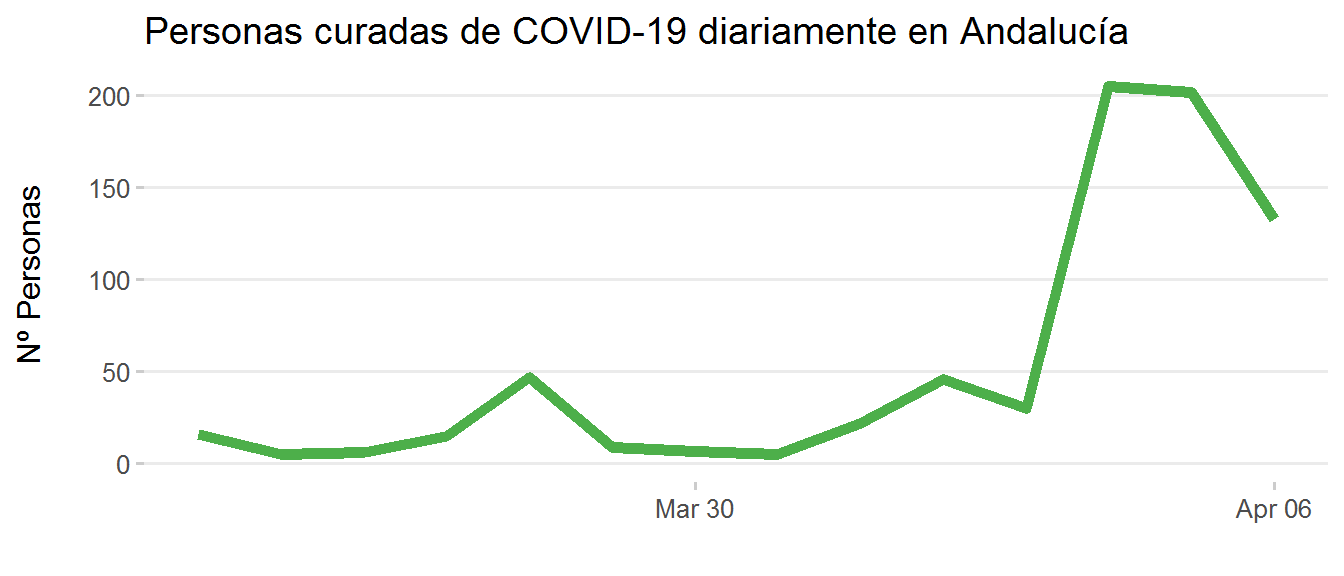 Personas curadas de COVID-19 diariamente en Andalucía
Nº Personas
200
150
100
50
0
Mar 30
Apr 06